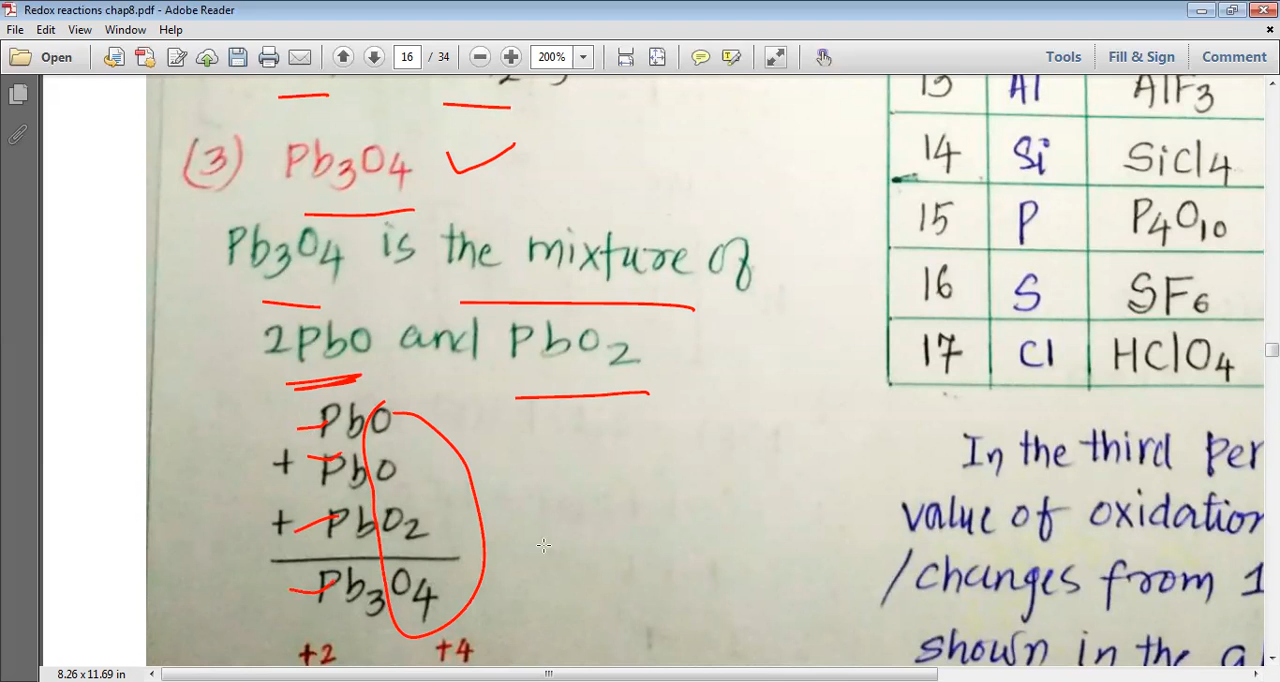 Redox reactions chap8.pdf - Adobe Reader
File Edit View Window Help
Open 16 / 34 200% Tools Fill & Sign Comment
(3) Pb3O4
Pb3O4 is the mixture of
2PbO and PbO2
PbO
+ PbO
+ PbO2
Pb3O4
+2 +4
13 Al AlF3
14 Si SiCl4
15 P P4O10
16 S SF6
17 Cl HClO4
In the third per
value of oxidation
/changes from 1
shown in the a
8.26 x 11.69 in